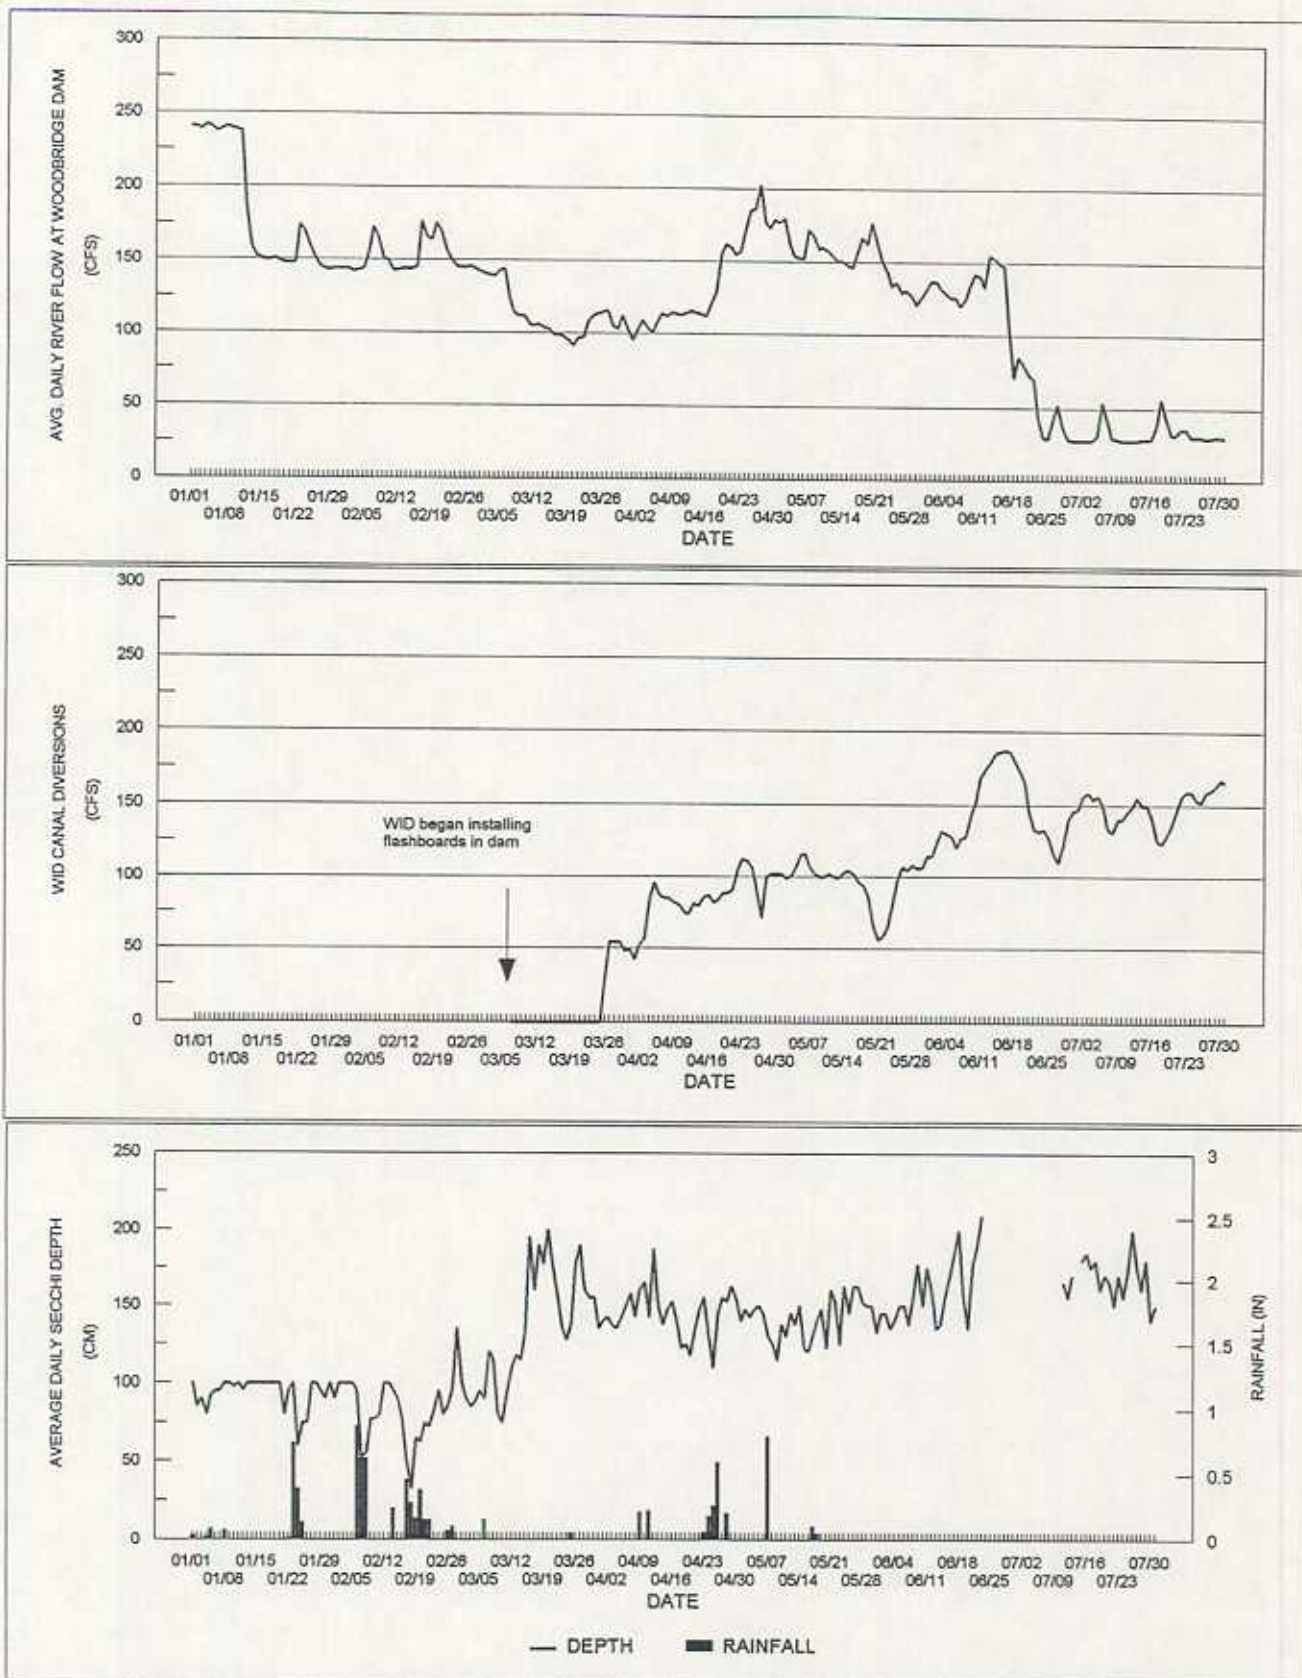 300
250
200
150
100
50
0
AVG. DAILY RIVER FLOW AT WOODBRIDGE DAM
(CFS)
01/01 01/15 01/29 02/12 02/26 03/12 03/26 04/09 04/23 05/07 05/21 06/04 06/18 07/02 07/16 07/30
01/08 01/22 02/05 02/19 03/05 03/19 04/02 04/16 04/30 05/14 05/28 06/11 06/25 07/09 07/23
DATE
300
250
200
150
100
50
0
WID CANAL DIVERSIONS
(CFS)
WID began installing
flashboards in dam
01/01 01/15 01/29 02/12 02/26 03/12 03/26 04/09 04/23 05/07 05/21 06/04 06/18 07/02 07/16 07/30
01/08 01/22 02/05 02/19 03/05 03/19 04/02 04/16 04/30 05/14 05/28 06/11 06/25 07/09 07/23
DATE
250
200
150
100
50
0
AVERAGE DAILY SECCHI DEPTH
(CM)
3
2.5
2
1.5
1
0.5
0
RAINFALL (IN)
01/01 01/15 01/29 02/12 02/26 03/12 03/26 04/09 04/23 05/07 05/21 06/04 06/18 07/02 07/16 07/30
01/08 01/22 02/05 02/19 03/05 03/19 04/02 04/16 04/30 05/14 05/28 06/11 06/25 07/09 07/23
DATE
DEPTH RAINFALL